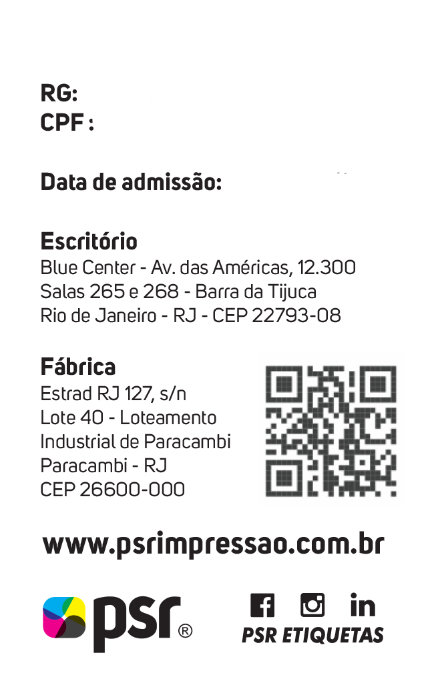 RG:
CPF :
Data de admissão:
Escritório
Blue Center - Av. das Américas, 12.300
Salas 265 e 268 - Barra da Tijuca
Rio de Janeiro - RJ - CEP 22793-08
Fábrica
Estrad RJ 127, s/n
Lote 40 - Loteamento
Industrial de Paracambi
Paracambi - RJ
CEP 26600-000
www.psrimpressao.com.br
psr®
in
PSR ETIQUETAS